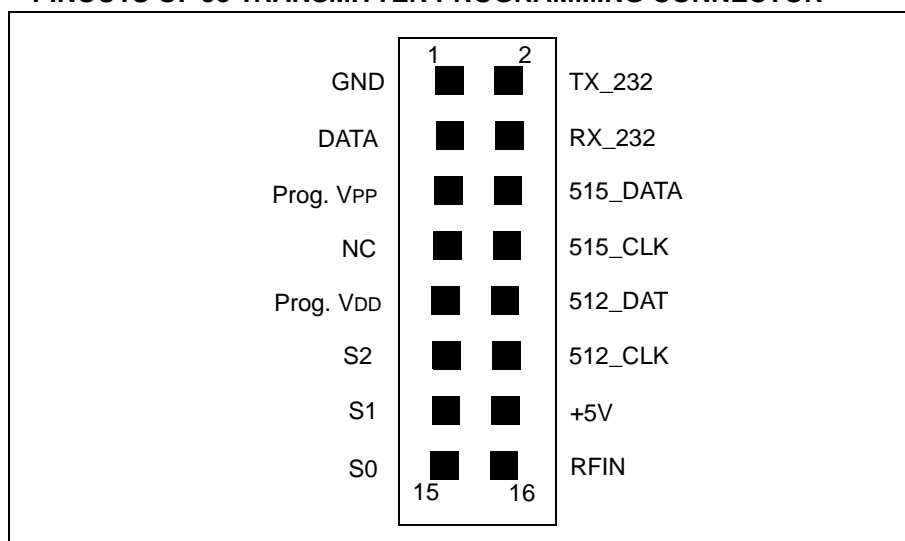 1 2
GND TX_232
DATA RX_232
Prog. VPP 515_DATA
NC 515_CLK
Prog. VDD 512_DAT
S2 512_CLK
S1 +5V
S0 RFIN
15 16